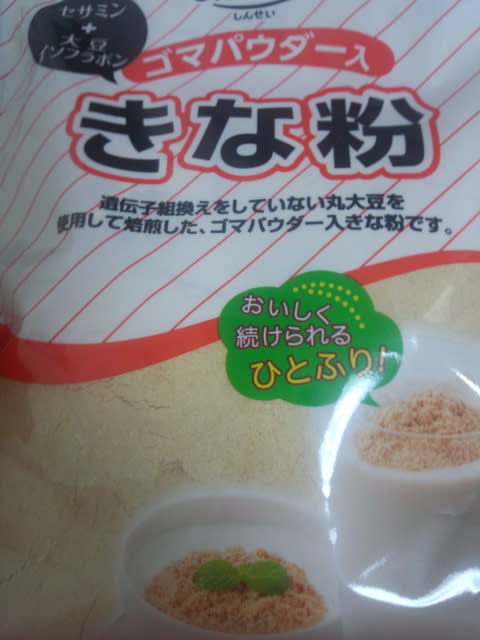 しんせい
セサミン
+
大豆
イソフラボン
ゴマパウダー入
きな粉
遺伝子組換えをしていない丸大豆を
使用して焙煎した、ゴマパウダー入きな粉です。
おいしく
続けられる
ひとふり!